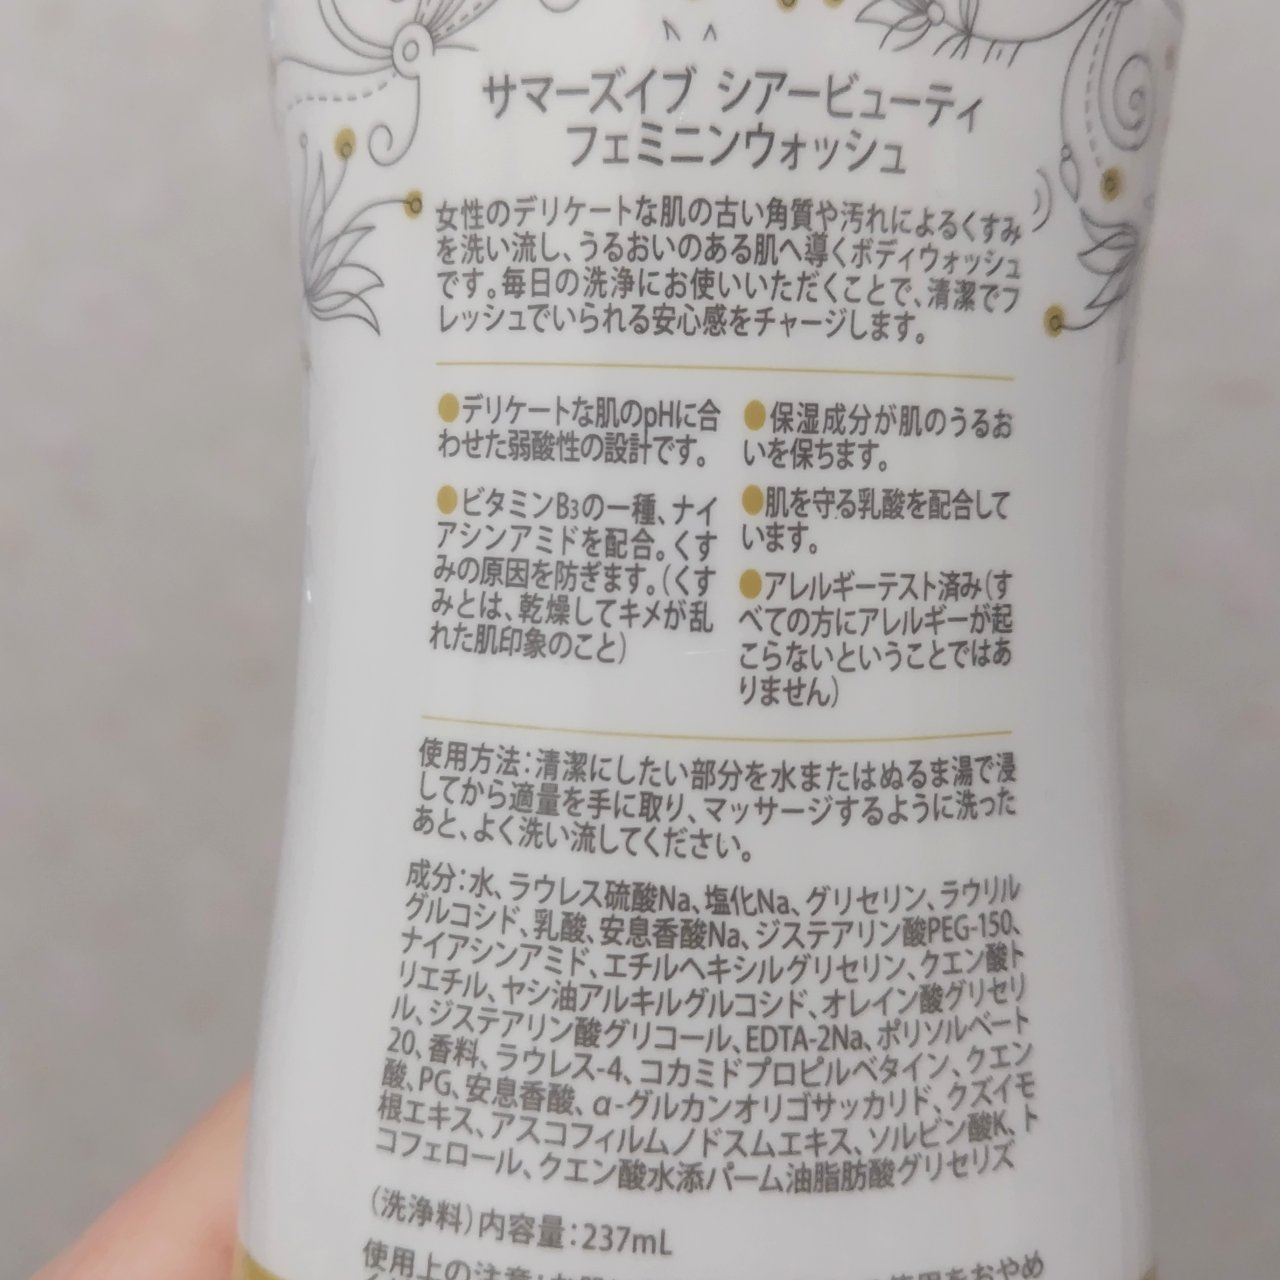 サマーズイブ シアービューティ
フェミニンウォッシュ
女性のデリケートな肌の古い角質や汚れによるくすみ
を洗い流し、うるおいのある肌へ導くボディウォッシュ
です。毎日の洗浄にお使いいただくことで、清潔でフ
レッシュでいられる安心感をチャージします。
●デリケートな肌のpHに合
わせた弱酸性の設計です。
●ビタミンB3の一種、ナイ
アシンアミドを配合。くす
みの原因を防ぎます。(くす
みとは、乾燥してキメが乱
れた肌印象のこと)
●保湿成分が肌のうるお
いを保ちます。
●肌を守る乳酸を配合して
います。
●アレルギーテスト済み(す
べての方にアレルギーが起
こらないということではあ
りません)
使用方法:清潔にしたい部分を水またはぬるま湯で浸
してから適量を手に取り、マッサージするように洗った
あと、よく洗い流してください。
成分:水、ラウレス硫酸Na、塩化Na、グリセリン、ラウリル
グルコシド、乳酸、安息香酸Na、ジステアリン酸PEG-150、
ナイアシンアミド、エチルヘキシルグリセリン、クエン酸ト
リエチル、ヤシ油アルキルグルコシド、オレイン酸グリセリ
ル、ジステアリン酸グリコール、EDTA-2Na、ポリソルベート
20、香料、ラウレス-4、コカミドプロピルベタイン、クエン
酸、PG、安息香酸、α-グルカンオリゴサッカリド、クズイモ
根エキス、アスコフィルムノドスムエキス、ソルビン酸K、ト
コフェロール、クエン酸水添パーム油脂肪酸グリセリズ
(洗浄料)内容量:237mL
使用上の注意:お肌に
使用をおやめ